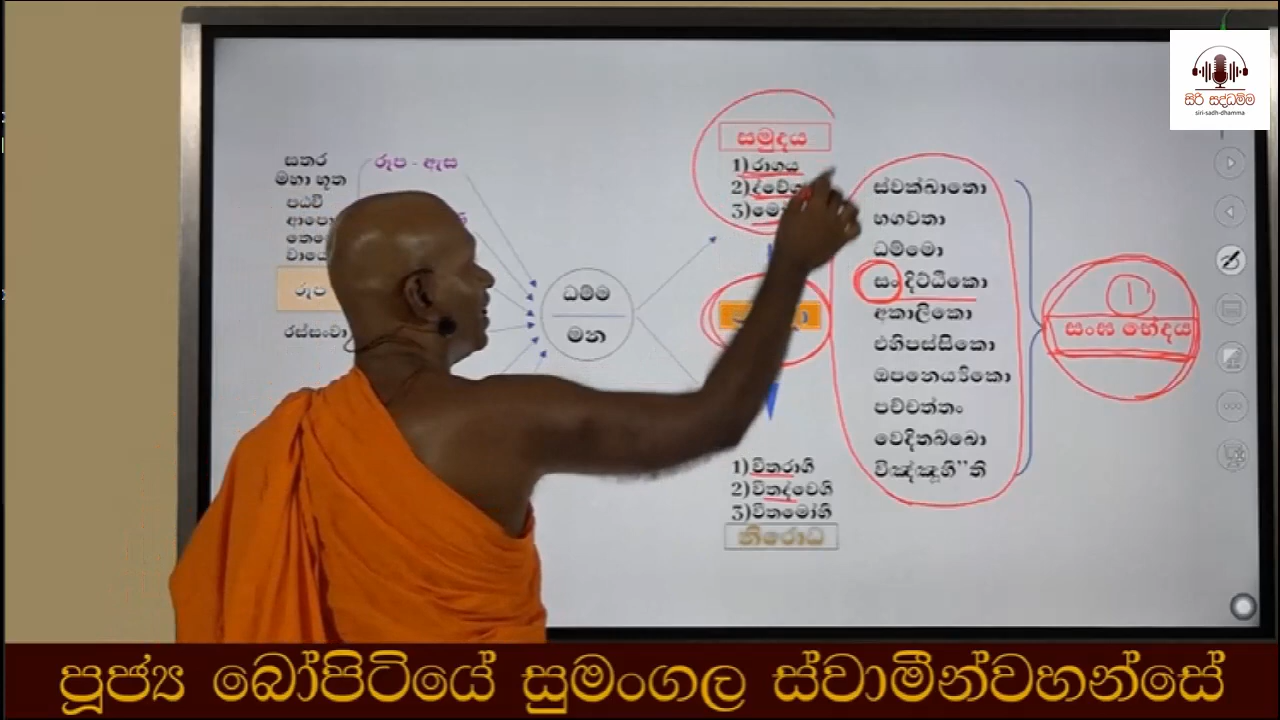 සිරි සද්ධම්ම
siri-sadh-dhamma
සතර
මහා භූත
පඨවි
රස්සංවා
රූප - ඇස
ධම්ම
මන
සමුදය
1) රාගය
2)
3)
1) විතරාගී
2) විතද්වෙශී
3) විතමෝහී
නිරොධ
ස්වක්ඛාතො
භගවතා
ධම්මො
සංදිට්ඨිකො
අකාලිකො
එහිපස්සිකො
ඔපනෙය්‍යිකො
පච්චත්තං
වෙදිතබ්බො
විඤ්ඤුහී"ති
1
සංඝ භේදය
පූජ්‍ය බෝපිටියේ සුමංගල ස්වාමීන්වහන්සේ